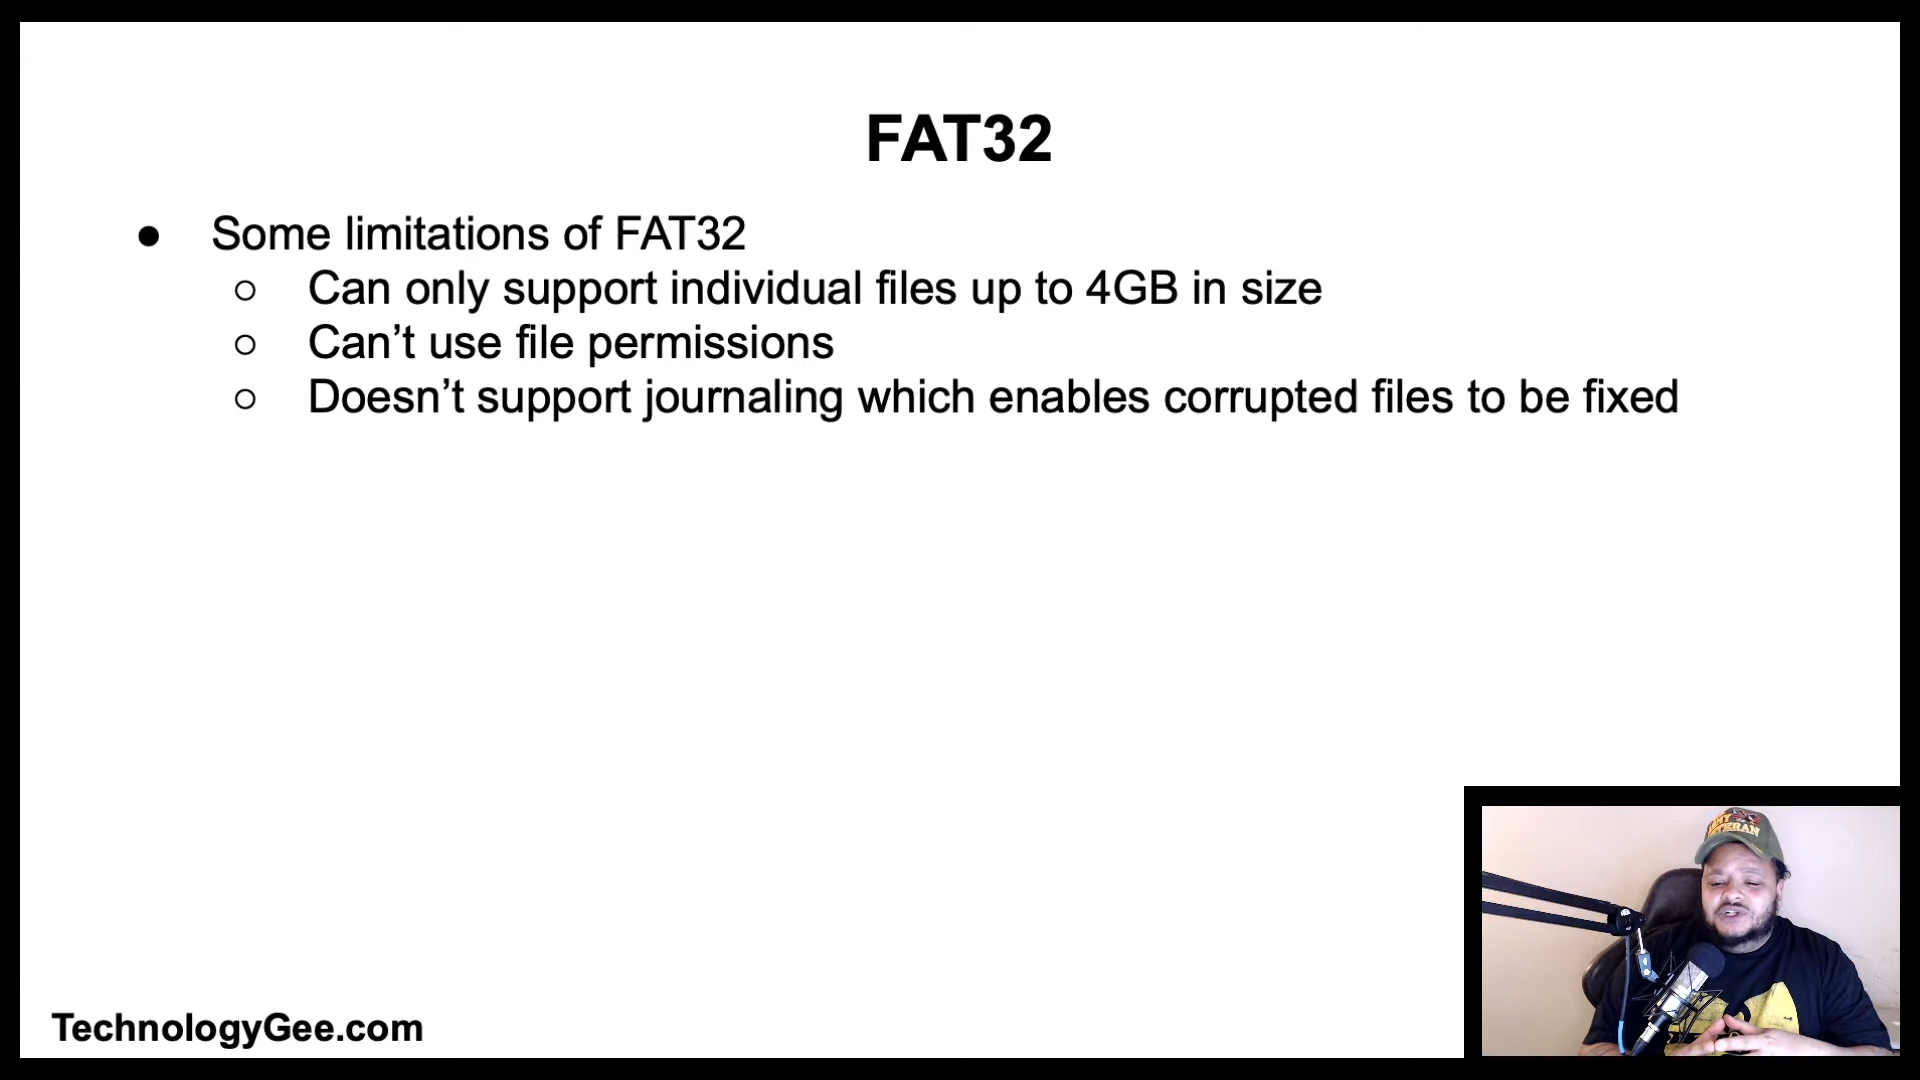 FAT32
● Some limitations of FAT32
○ Can only support individual files up to 4GB in size
○ Can’t use file permissions
○ Doesn’t support journaling which enables corrupted files to be fixed
VETERAN
TechnologyGee.com